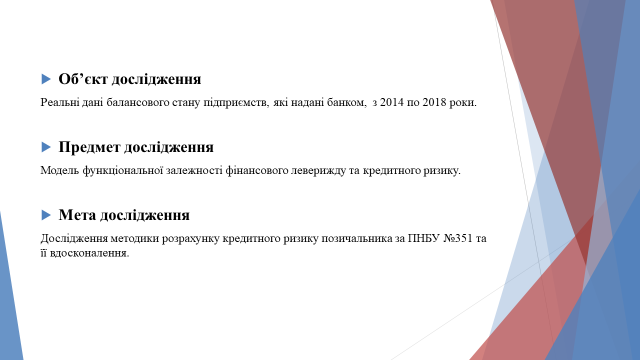 Об’єкт дослідження
Реальні дані балансового стану підприємств, які надані банком, з 2014 по 2018 роки.
Предмет дослідження
Модель функціональної залежності фінансового леверижду та кредитного ризику.
Мета дослідження
Дослідження методики розрахунку кредитного ризику позичальника за ПНБУ №351 та
її вдосконалення.